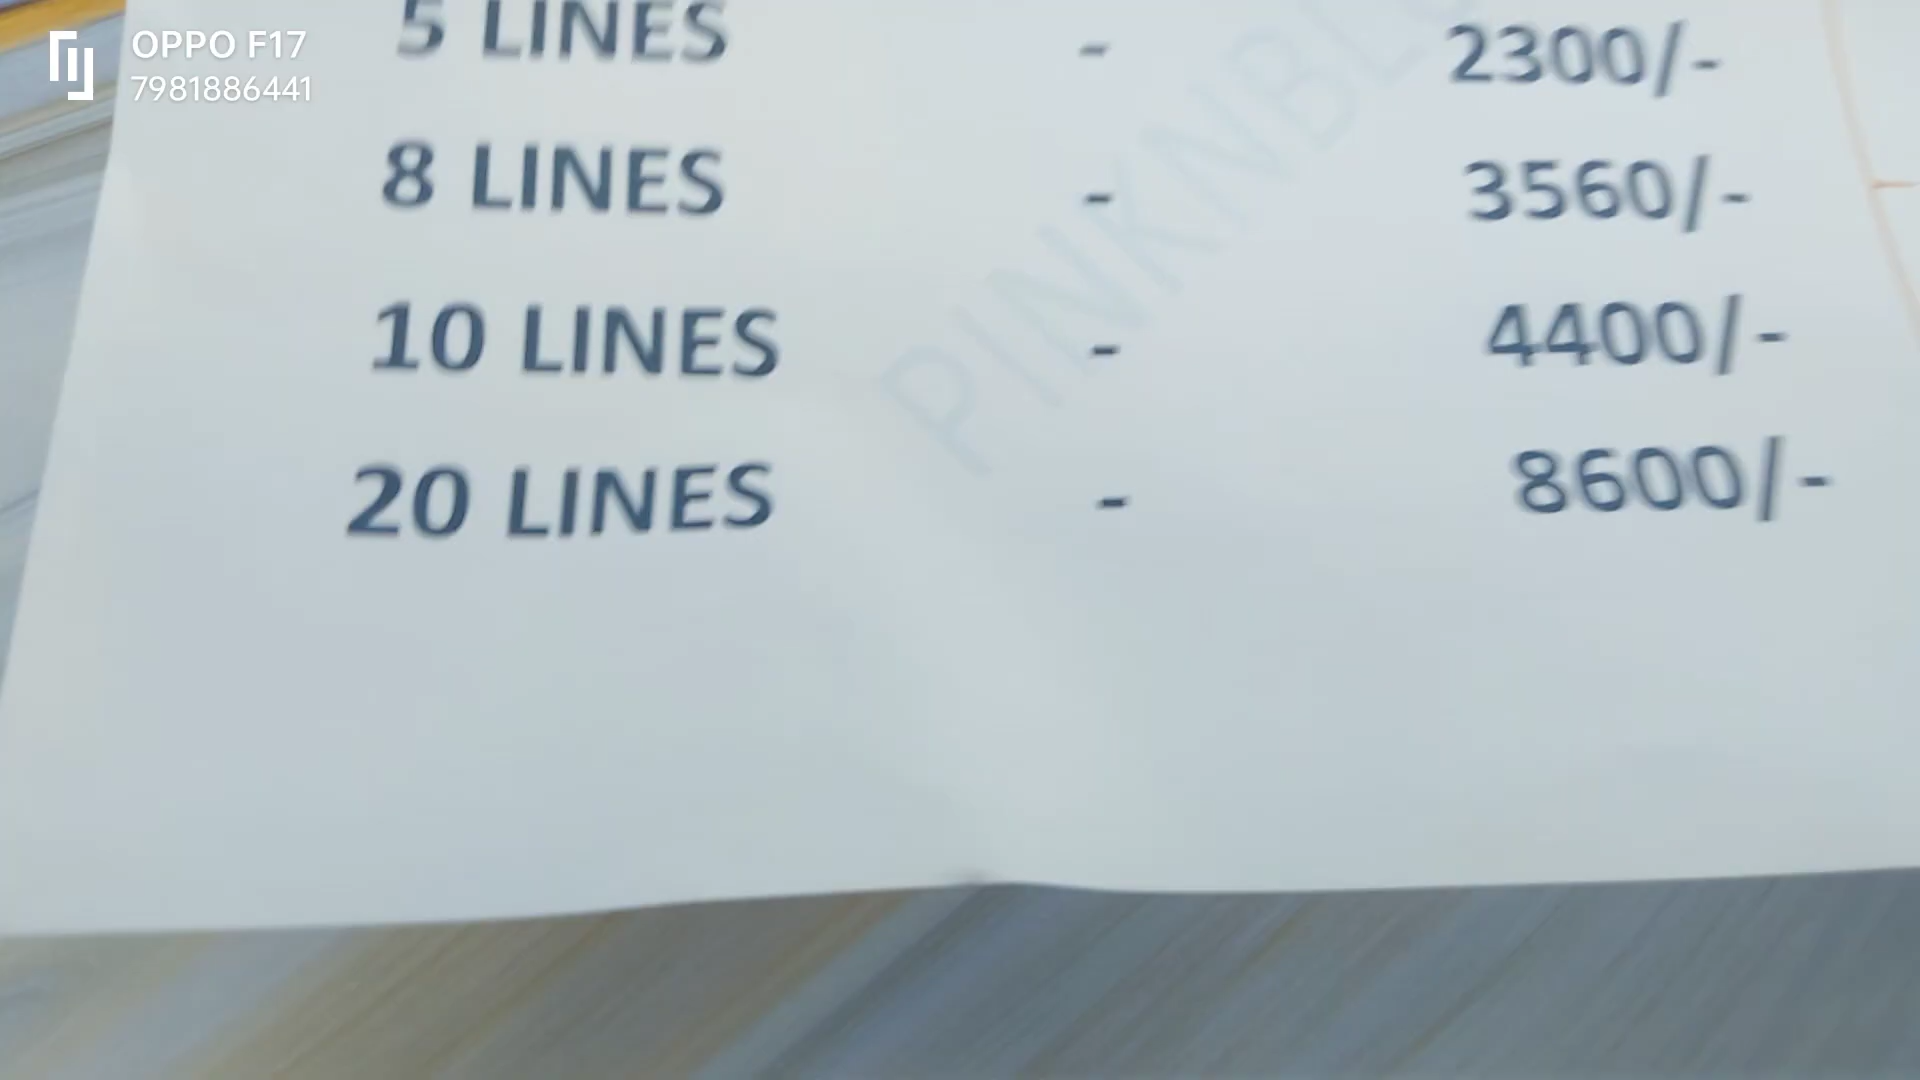 OPPO F17
7981886441
5 LINES - 2300/-
8 LINES - 3560/-
10 LINES - 4400/-
20 LINES - 8600/-